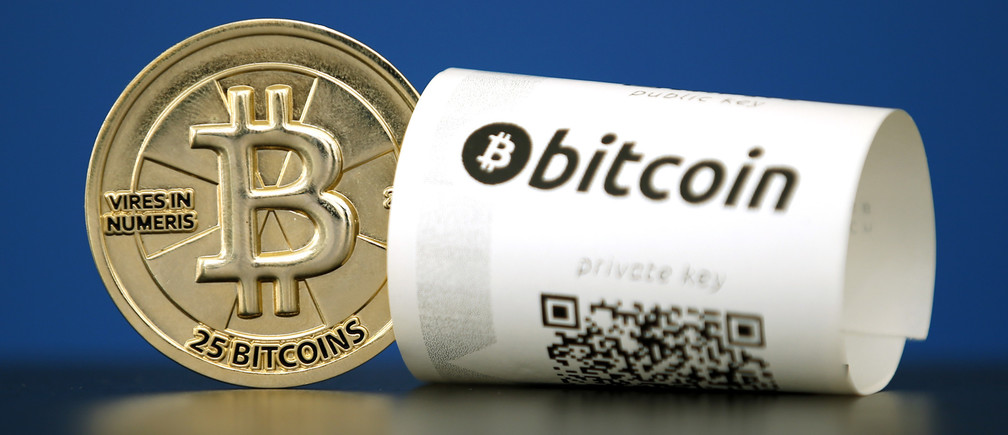 VIRES IN
NUMERIS
25 BITCOINS
public key
bitcoin
private key